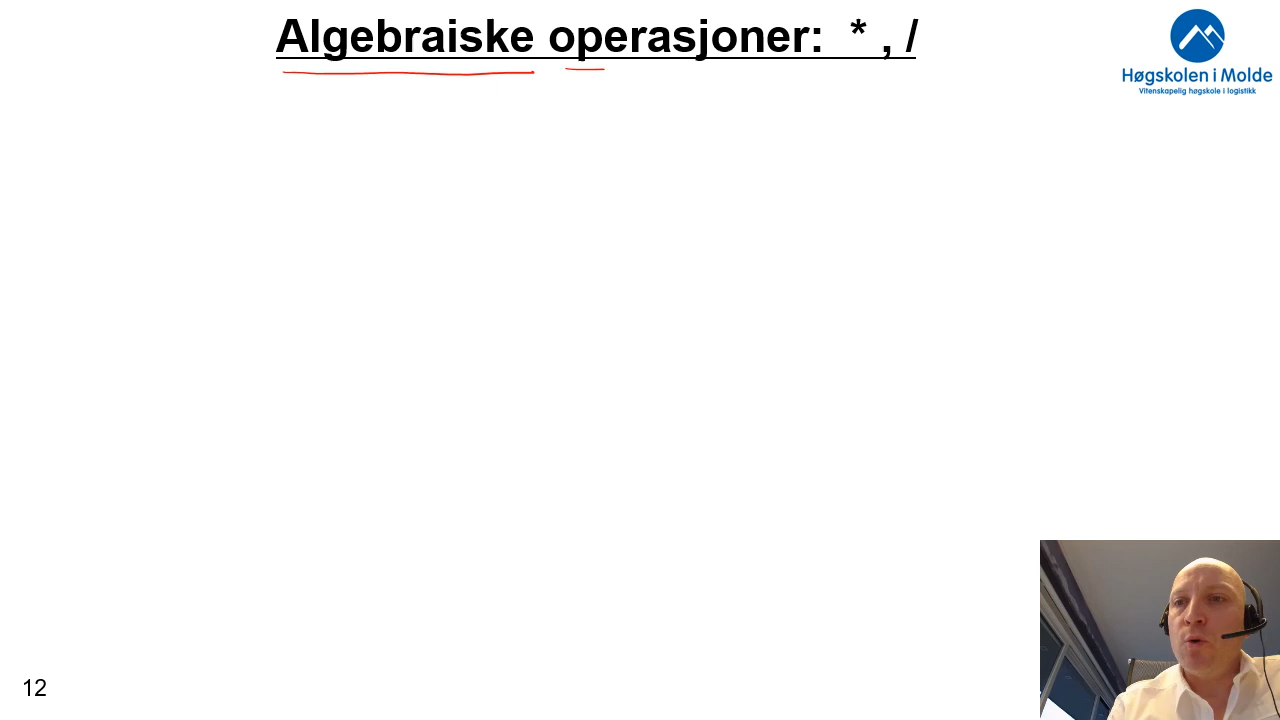 Algebraiske operasjoner: * , /
Høgskolen i Molde
Vitenskapelig høgskole i logistikk
12